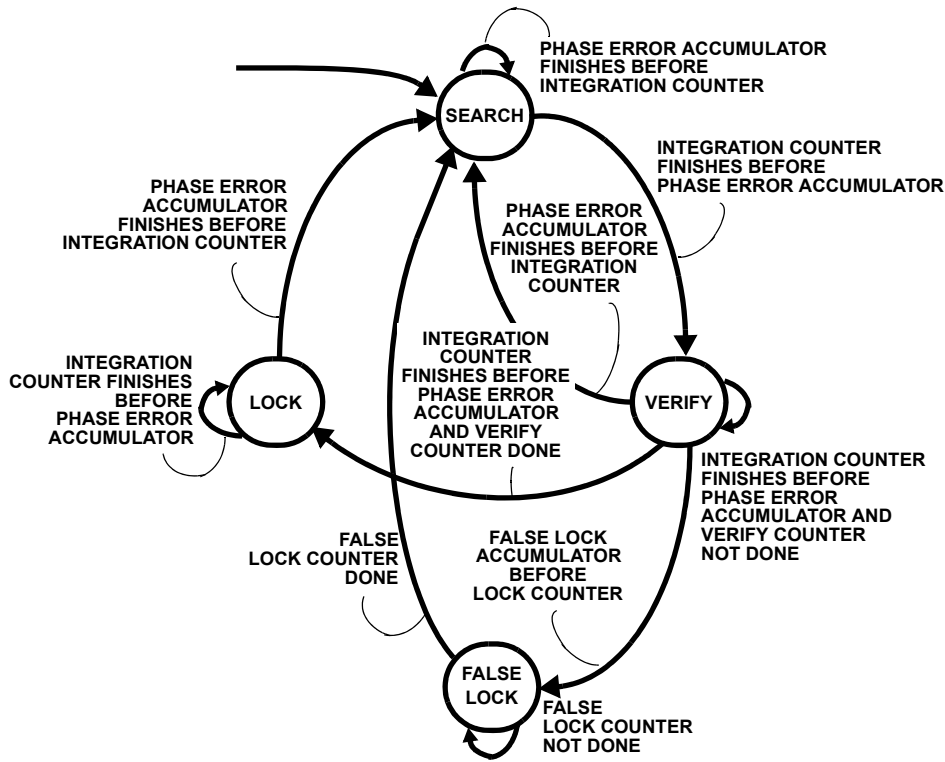 PHASE ERROR ACCUMULATOR
FINISHES BEFORE
INTEGRATION COUNTER
SEARCH
INTEGRATION COUNTER
FINISHES BEFORE
PHASE ERROR ACCUMULATOR
PHASE ERROR
ACCUMULATOR
FINISHES BEFORE
INTEGRATION COUNTER
PHASE ERROR
ACCUMULATOR
FINISHES BEFORE
INTEGRATION
COUNTER
INTEGRATION
COUNTER FINISHES
BEFORE
PHASE ERROR
ACCUMULATOR
LOCK
INTEGRATION
COUNTER
FINISHES BEFORE
PHASE ERROR
ACCUMULATOR
AND VERIFY
COUNTER DONE
VERIFY
INTEGRATION COUNTER
FINISHES BEFORE
PHASE ERROR
ACCUMULATOR AND
VERIFY COUNTER
NOT DONE
FALSE
LOCK COUNTER
DONE
FALSE LOCK
ACCUMULATOR
BEFORE
LOCK COUNTER
FALSE
LOCK
FALSE
LOCK COUNTER
NOT DONE